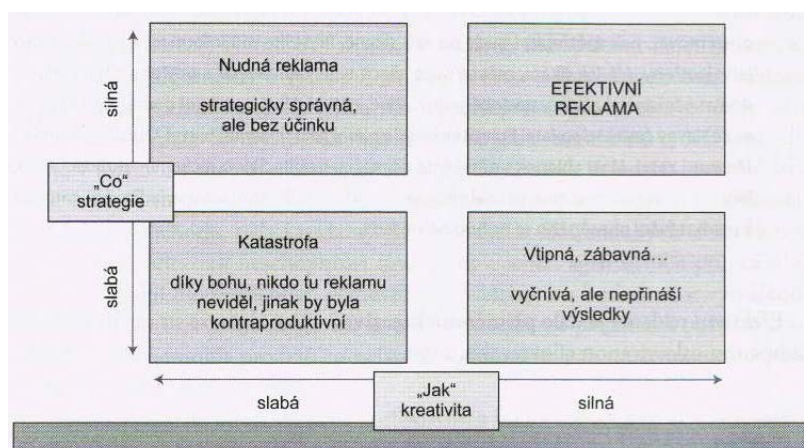 silná
Nudná reklama
strategicky správná,
ale bez účinku
EFEKTIVNÍ
REKLAMA
„Co"
strategie
slabá
Katastrofa
díky bohu, nikdo tu reklamu
neviděl, jinak by byla
kontraproduktivní
Vtipná, zábavná…
vyčnívá, ale nepřináší
výsledky
slabá
„Jak"
kreativita
silná